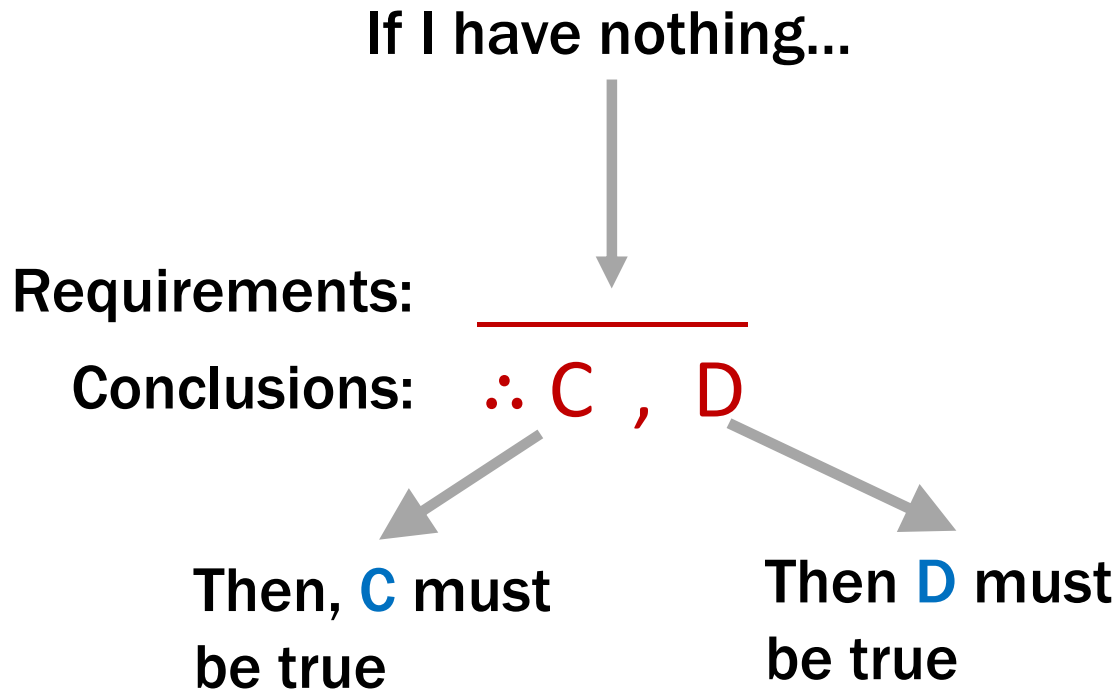 If I have nothing...
Requirements:
Conclusions: ∴ C , D
Then, C must
be true
Then D must
be true